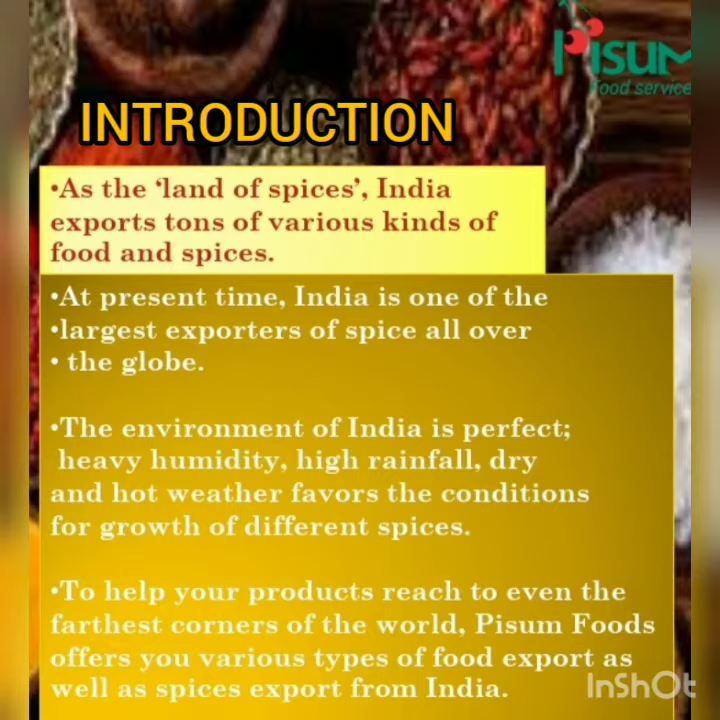 PISUM
Food service
INTRODUCTION
•As the ‘land of spices’, India
exports tons of various kinds of
food and spices.
•At present time, India is one of the
•largest exporters of spice all over
• the globe.
•The environment of India is perfect;
heavy humidity, high rainfall, dry
and hot weather favors the conditions
for growth of different spices.
•To help your products reach to even the
farthest corners of the world, Pisum Foods
offers you various types of food export as
well as spices export from India.
InShOt